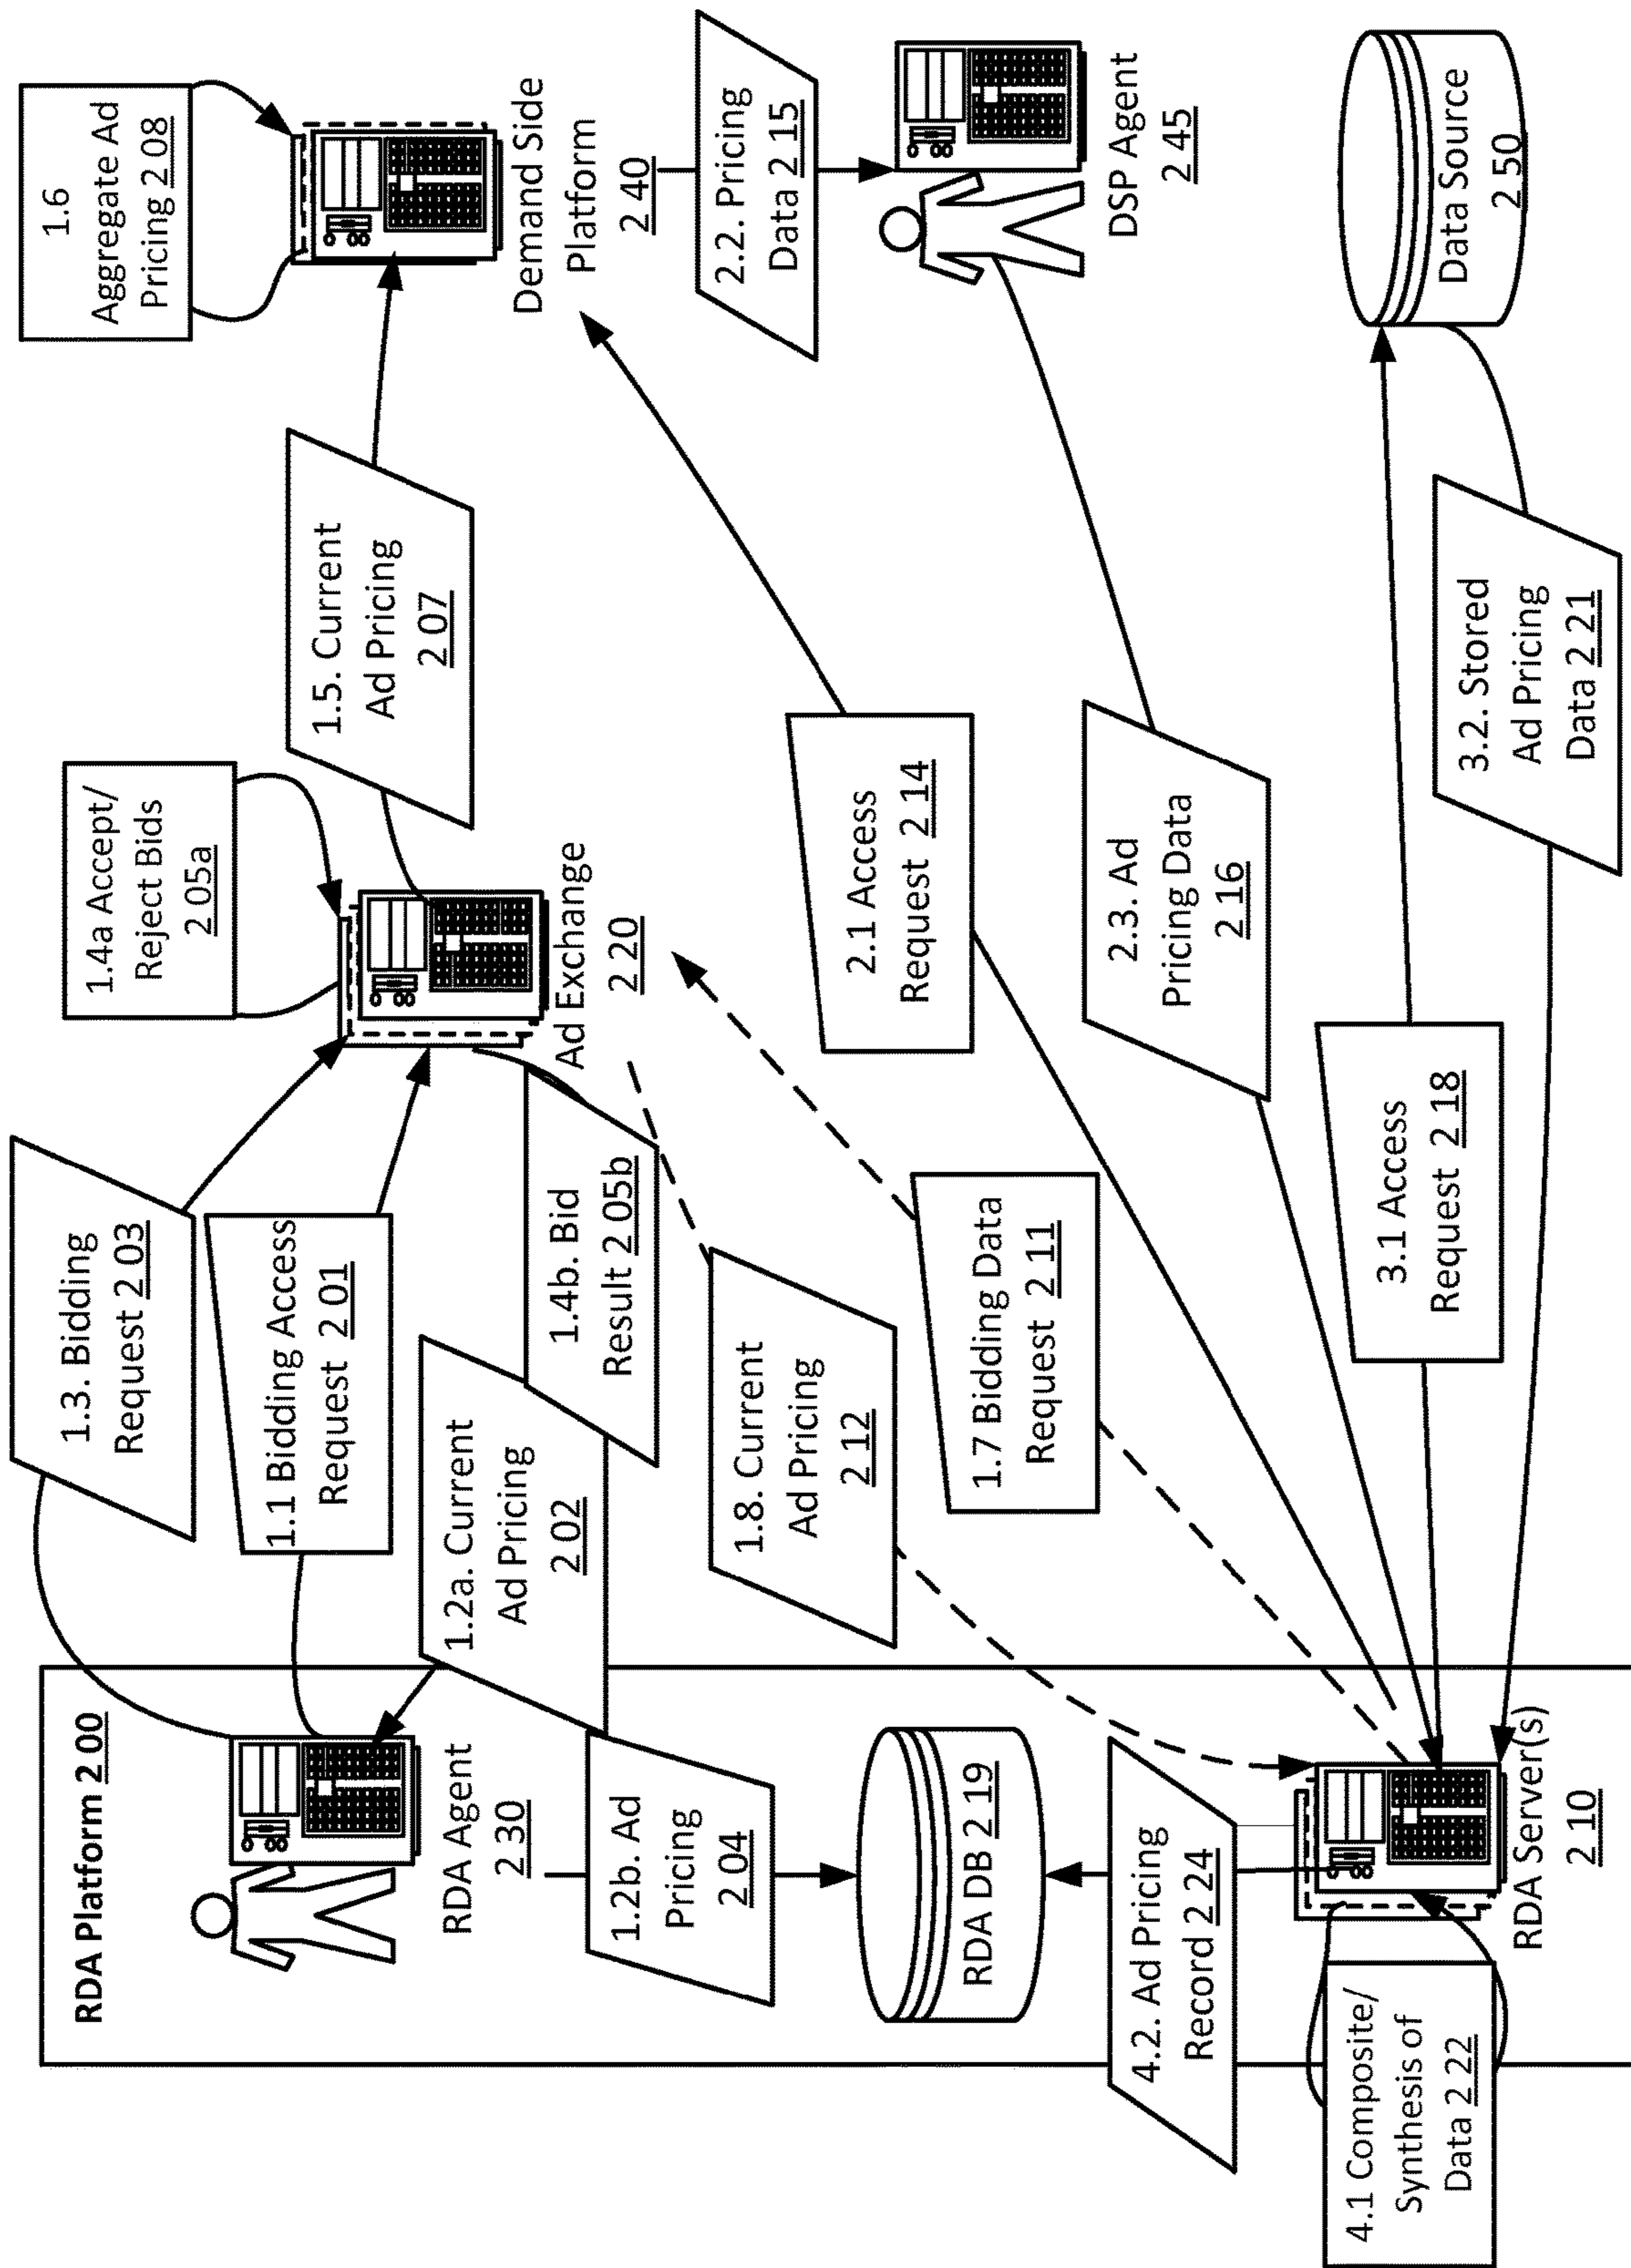 RDA Platform 2 00
1.3. Bidding
Request 2 03
1.4a Accept/
Reject Bids
2 05a
1.6
Aggregate Ad
Pricing 2 08
1.1 Bidding Access
Request 2 01
1.5. Current
Ad Pricing
2 07
RDA Agent
2 30
1.2a. Current
Ad Pricing
2 02
1.4b. Bid
Result 2 05b
Ad Exchange
2 20
Demand Side
Platform
2 40
1.2b. Ad
Pricing
2 04
1.8. Current
Ad Pricing
2 12
2.2. Pricing
Data 2 15
RDA DB 2 19
1.7 Bidding Data
Request 2 11
2.1 Access
Request 2 14
DSP Agent
2 45
4.2. Ad Pricing
Record 2 24
2.3. Ad
Pricing Data
2 16
4.1 Composite/
Synthesis of
Data 2 22
RDA Server(s)
2 10
3.1 Access
Request 2 18
3.2. Stored
Ad Pricing
Data 2 21
Data Source
2 50